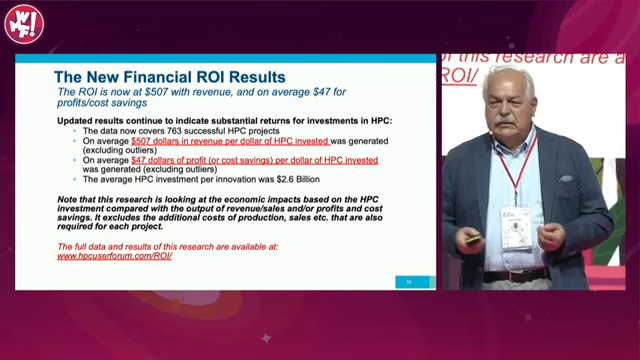 WMF!
The New Financial ROI Results
The ROI is now at $507 with revenue, and on average $47 for
profits/cost savings
Updated results continue to indicate substantial returns for investments in HPC:
• The data now covers 763 successful HPC projects
• On average $507 dollars in revenue per dollar of HPC invested was generated
(excluding outliers)
• On average $47 dollars of profit (or cost savings) per dollar of HPC invested
was generated (excluding outliers)
• The average HPC investment per innovation was $2.6 Billion
Note that this research is looking at the economic impacts based on the HPC
investment compared with the output of revenue/sales and/or profits and cost
savings. It excludes the additional costs of production, sales etc. that are also
required for each project.
The full data and results of this research are available at:
www.hpcuserforum.com/ROI/
of this research are a
ROI/